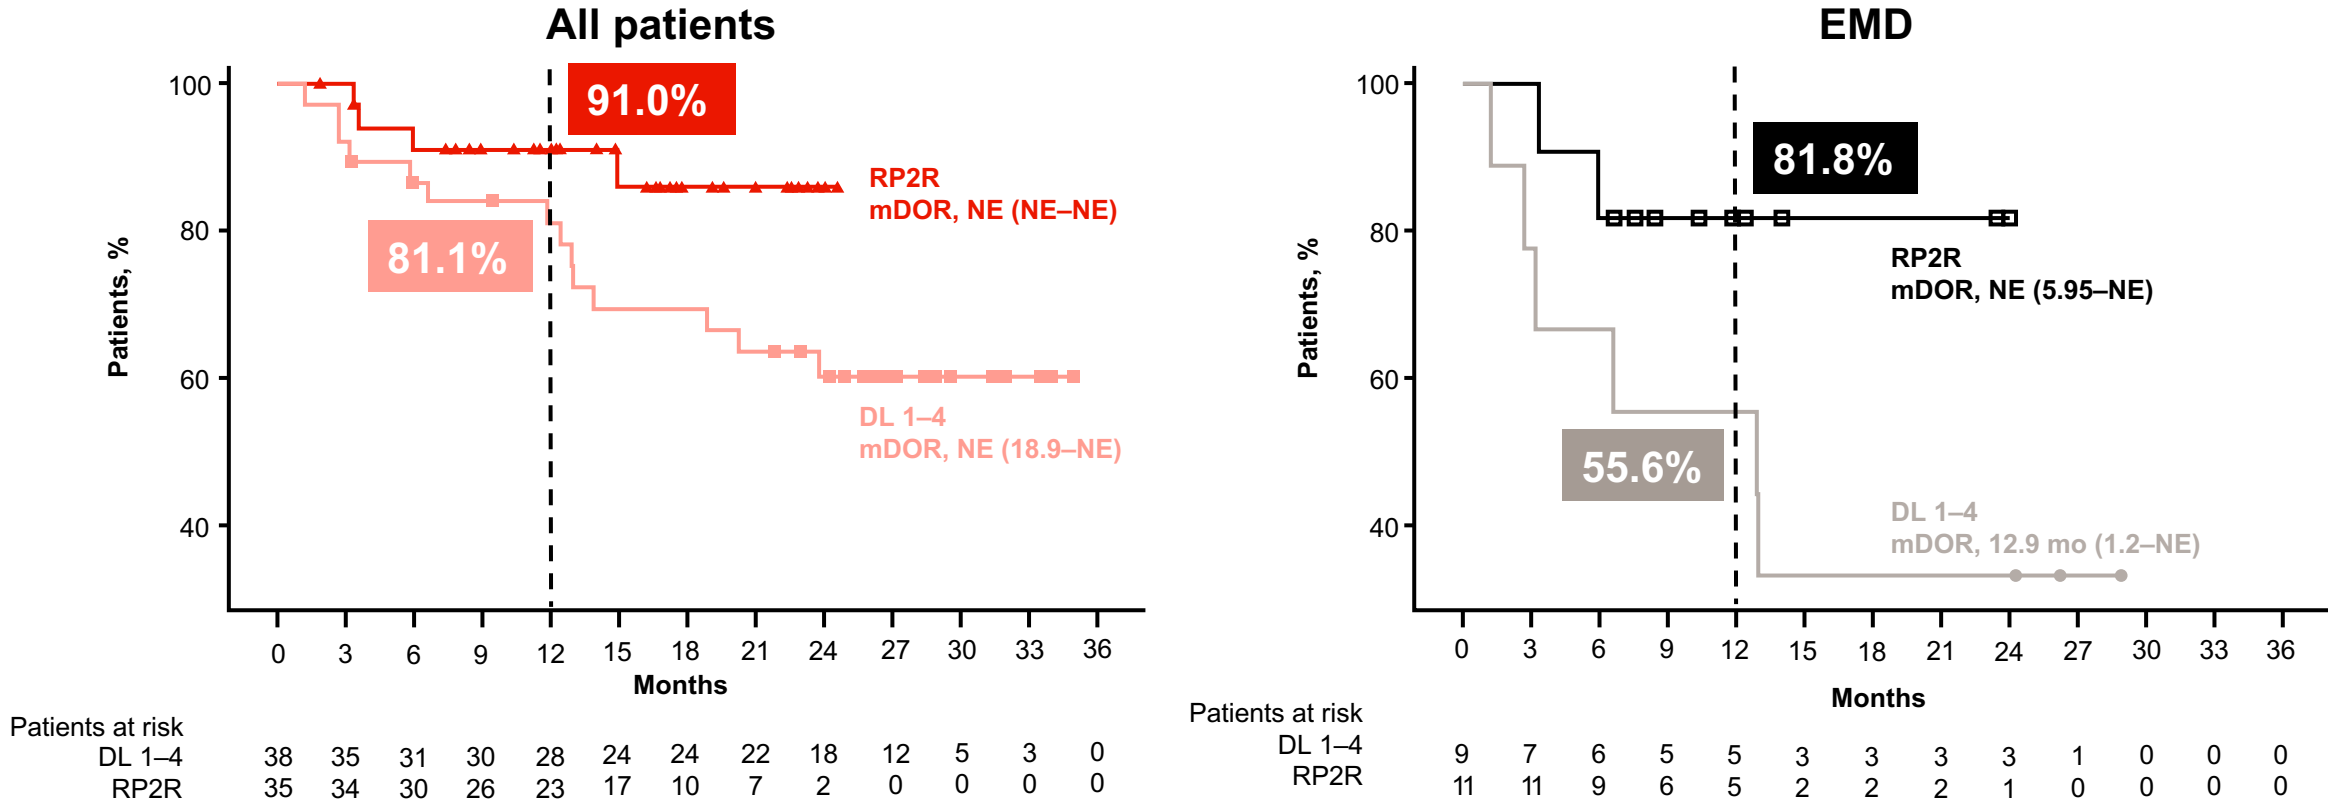 All patients
100
80
60
40
Patients, %
91.0%
81.1%
RP2R
mDOR, NE (NE–NE)
DL 1–4
mDOR, NE (18.9–NE)
0 3 6 9 12 15 18 21 24 27 30 33 36
Months
Patients at risk
DL 1–4 38 35 31 30 28 24 24 22 18 12 5 3 0
RP2R 35 34 30 26 23 17 10 7 2 0 0 0 0
EMD
100
80
60
40
Patients, %
81.8%
55.6%
RP2R
mDOR, NE (5.95–NE)
DL 1–4
mDOR, 12.9 mo (1.2–NE)
0 3 6 9 12 15 18 21 24 27 30 33 36
Months
Patients at risk
DL 1–4 9 7 6 5 5 3 3 3 3 1 0 0 0
RP2R 11 11 9 6 5 2 2 2 1 0 0 0 0